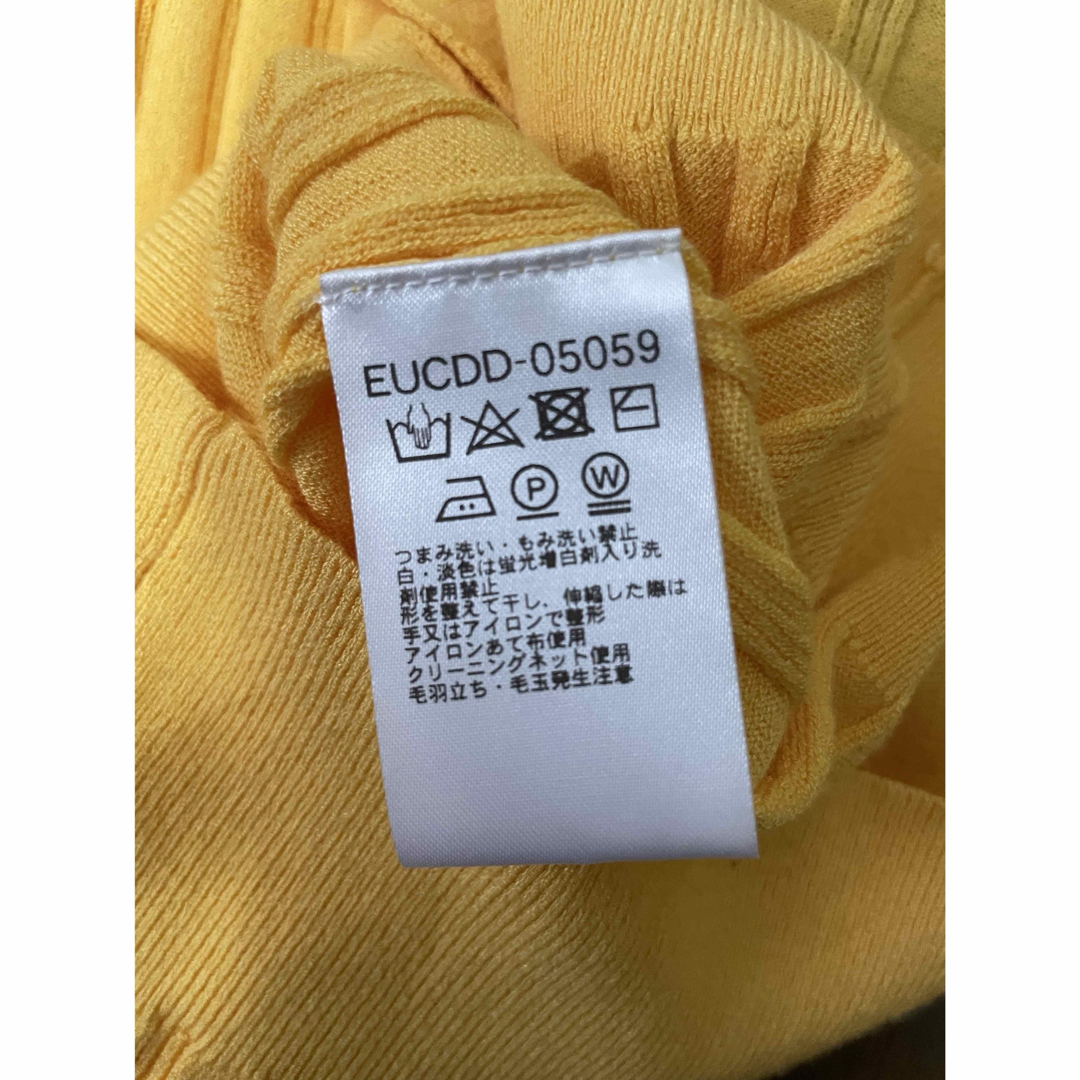 EUCDD-05059
P W
つまみ洗い・もみ洗い禁止
白・淡色は蛍光増白剤入り洗
剤使用禁止
形を整えて干し、伸縮した際は
手又はアイロンで整形
アイロンあて布使用
クリーニングネット使用
毛羽立ち・毛玉発生注意